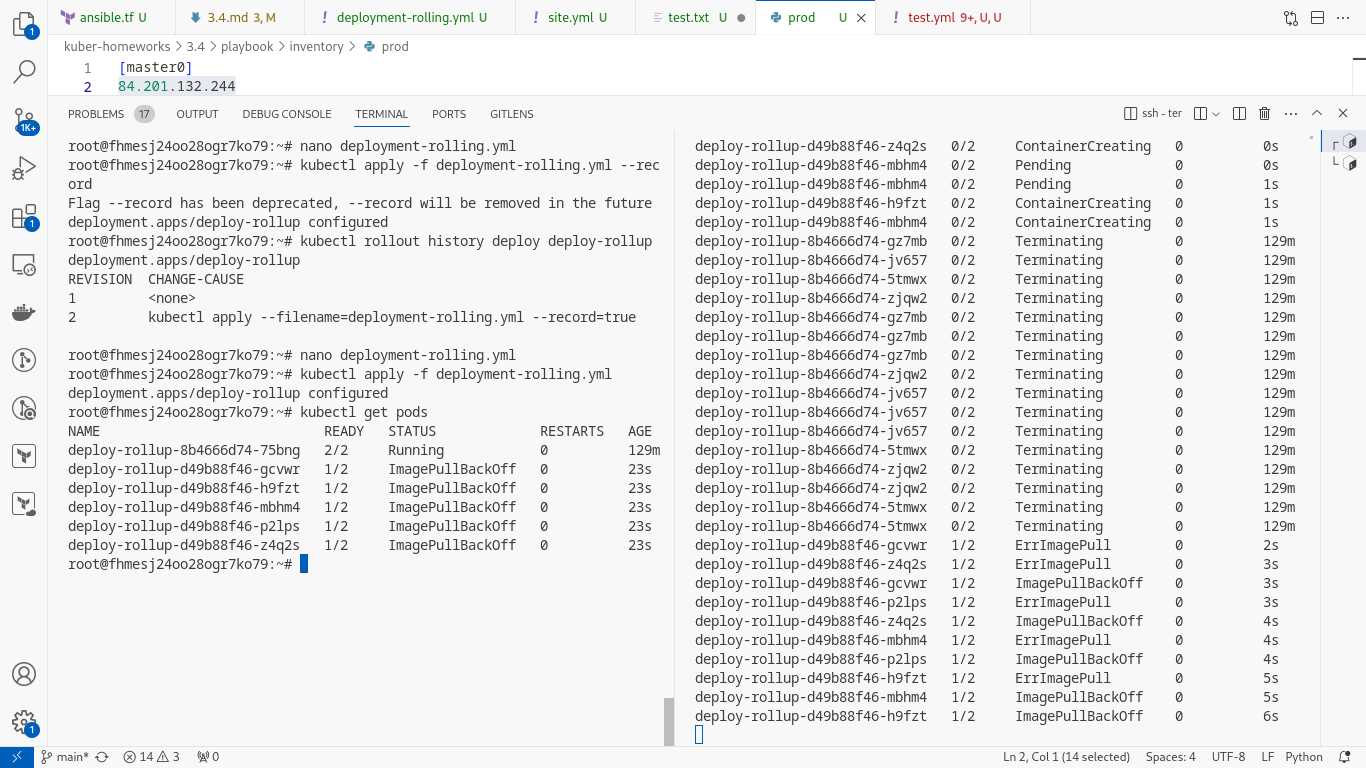 ansible.tf U
3.4.md 3, M
deployment-rolling.yml U
site.yml U
test.txt U
prod U
test.yml 9+, U, U
kuber-homeworks > 3.4 > playbook > inventory > prod
1 [master0]
2 84.201.132.244
PROBLEMS 17 OUTPUT DEBUG CONSOLE TERMINAL PORTS GITLENS
ssh - ter
root@fhmesj24oo28ogr7ko79:~# nano deployment-rolling.yml
root@fhmesj24oo28ogr7ko79:~# kubectl apply -f deployment-rolling.yml --rec
ord
Flag --record has been deprecated, --record will be removed in the future
deployment.apps/deploy-rollup configured
root@fhmesj24oo28ogr7ko79:~# kubectl rollout history deploy deploy-rollup
deployment.apps/deploy-rollup
REVISION CHANGE-CAUSE
1 <none>
2 kubectl apply --filename=deployment-rolling.yml --record=true
root@fhmesj24oo28ogr7ko79:~# nano deployment-rolling.yml
root@fhmesj24oo28ogr7ko79:~# kubectl apply -f deployment-rolling.yml
deployment.apps/deploy-rollup configured
root@fhmesj24oo28ogr7ko79:~# kubectl get pods
NAME READY STATUS RESTARTS AGE
deploy-rollup-8b4666d74-75bng 2/2 Running 0 129m
deploy-rollup-d49b88f46-gcvwr 1/2 ImagePullBackOff 0 23s
deploy-rollup-d49b88f46-h9fzt 1/2 ImagePullBackOff 0 23s
deploy-rollup-d49b88f46-mbhm4 1/2 ImagePullBackOff 0 23s
deploy-rollup-d49b88f46-p2lps 1/2 ImagePullBackOff 0 23s
deploy-rollup-d49b88f46-z4q2s 1/2 ImagePullBackOff 0 23s
root@fhmesj24oo28ogr7ko79:~#
deploy-rollup-d49b88f46-z4q2s 0/2 ContainerCreating 0 0s
deploy-rollup-d49b88f46-mbhm4 0/2 Pending 0 0s
deploy-rollup-d49b88f46-mbhm4 0/2 Pending 0 1s
deploy-rollup-d49b88f46-h9fzt 0/2 ContainerCreating 0 1s
deploy-rollup-d49b88f46-mbhm4 0/2 ContainerCreating 0 1s
deploy-rollup-8b4666d74-gz7mb 0/2 Terminating 0 129m
deploy-rollup-8b4666d74-jv657 0/2 Terminating 0 129m
deploy-rollup-8b4666d74-5tmwx 0/2 Terminating 0 129m
deploy-rollup-8b4666d74-zjqw2 0/2 Terminating 0 129m
deploy-rollup-8b4666d74-gz7mb 0/2 Terminating 0 129m
deploy-rollup-8b4666d74-gz7mb 0/2 Terminating 0 129m
deploy-rollup-8b4666d74-gz7mb 0/2 Terminating 0 129m
deploy-rollup-8b4666d74-zjqw2 0/2 Terminating 0 129m
deploy-rollup-8b4666d74-jv657 0/2 Terminating 0 129m
deploy-rollup-8b4666d74-jv657 0/2 Terminating 0 129m
deploy-rollup-8b4666d74-jv657 0/2 Terminating 0 129m
deploy-rollup-8b4666d74-5tmwx 0/2 Terminating 0 129m
deploy-rollup-8b4666d74-zjqw2 0/2 Terminating 0 129m
deploy-rollup-8b4666d74-zjqw2 0/2 Terminating 0 129m
deploy-rollup-8b4666d74-5tmwx 0/2 Terminating 0 129m
deploy-rollup-8b4666d74-5tmwx 0/2 Terminating 0 129m
deploy-rollup-d49b88f46-gcvwr 1/2 ErrImagePull 0 2s
deploy-rollup-d49b88f46-z4q2s 1/2 ErrImagePull 0 3s
deploy-rollup-d49b88f46-gcvwr 1/2 ImagePullBackOff 0 3s
deploy-rollup-d49b88f46-p2lps 1/2 ErrImagePull 0 3s
deploy-rollup-d49b88f46-z4q2s 1/2 ImagePullBackOff 0 4s
deploy-rollup-d49b88f46-mbhm4 1/2 ErrImagePull 0 4s
deploy-rollup-d49b88f46-p2lps 1/2 ImagePullBackOff 0 4s
deploy-rollup-d49b88f46-h9fzt 1/2 ErrImagePull 0 5s
deploy-rollup-d49b88f46-mbhm4 1/2 ImagePullBackOff 0 5s
deploy-rollup-d49b88f46-h9fzt 1/2 ImagePullBackOff 0 6s
1
1K+
1
1
main* 14 3 0 Ln 2, Col 1 (14 selected) Spaces: 4 UTF-8 LF Python